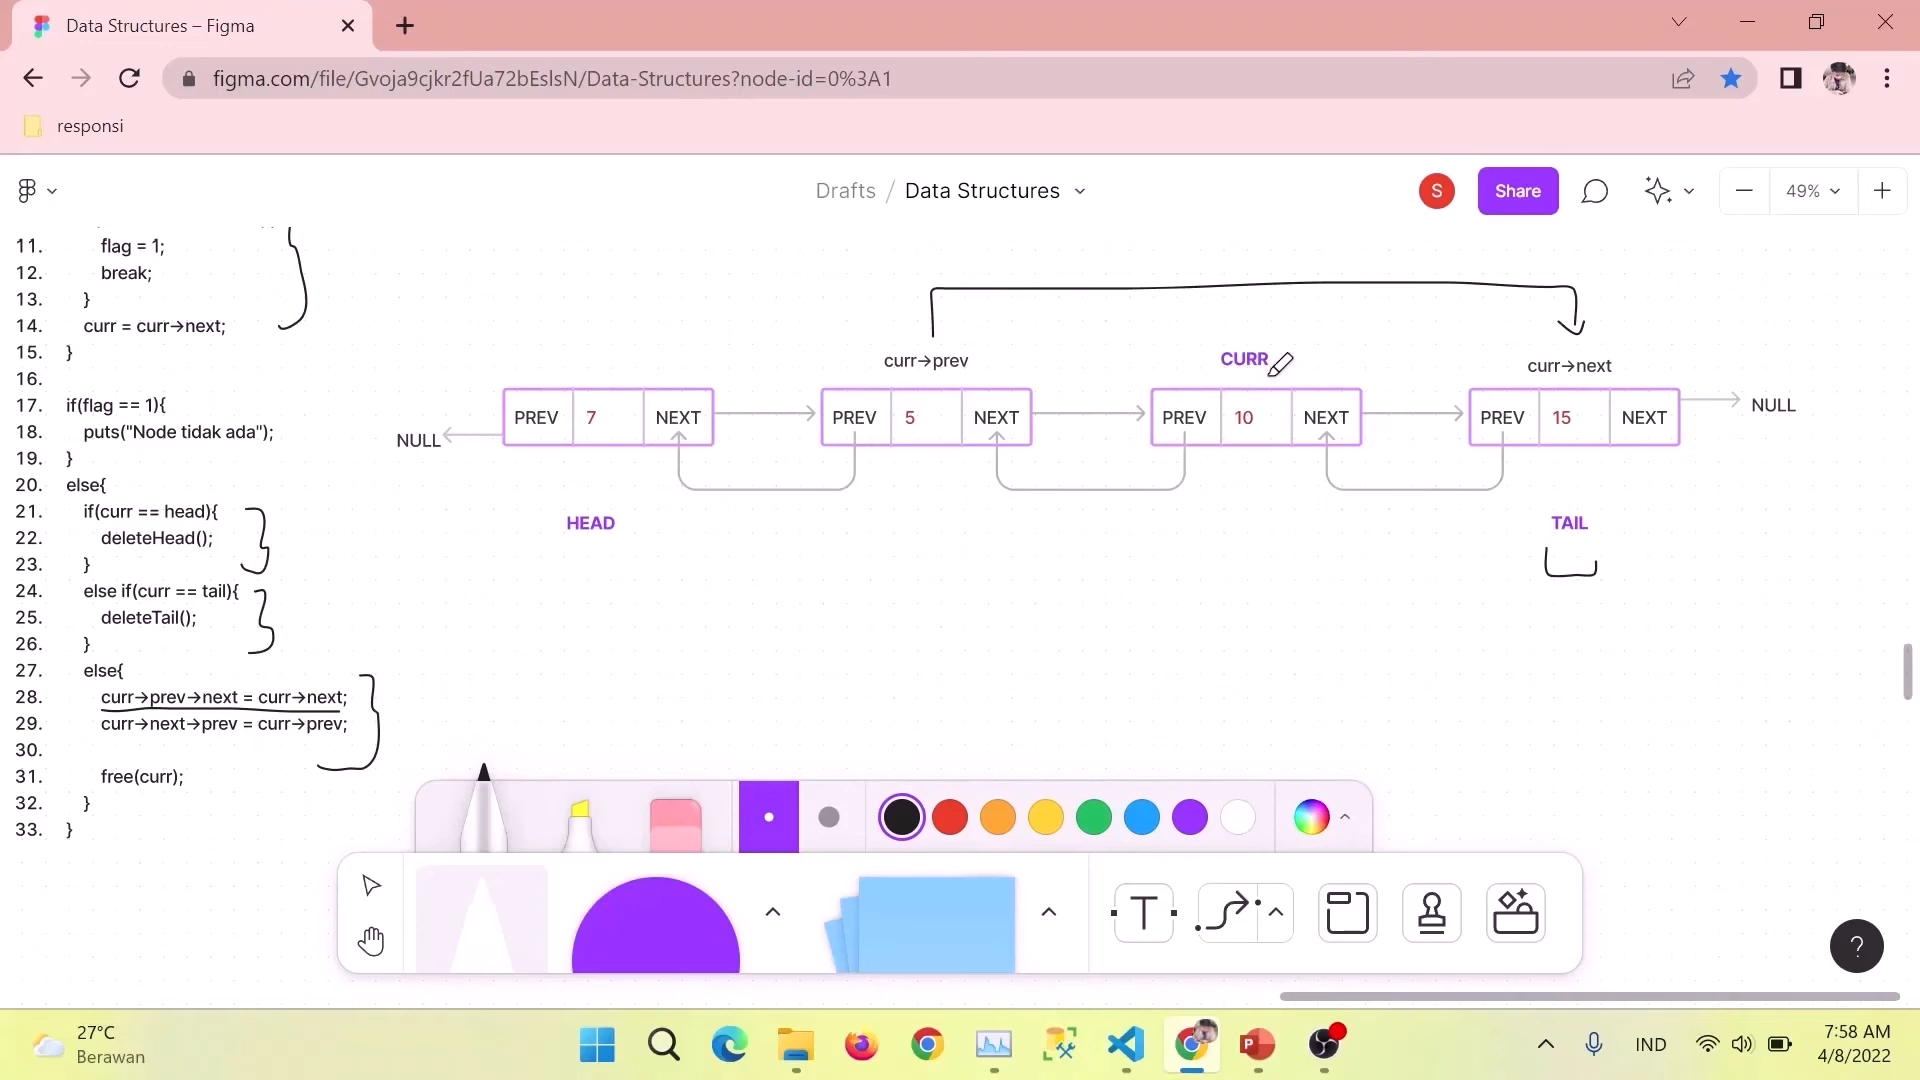 Data Structures – Figma
figma.com/file/Gvoja9cjkr2fUa72bEslsN/Data-Structures?node-id=0%3A1
responsi
Drafts / Data Structures
S
Share
49%
11. flag = 1;
12. break;
13. }
14. curr = curr→next;
15. }
16.
17. if(flag == 1){
18. puts("Node tidak ada");
19. }
20. else{
21. if(curr == head){
22. deleteHead();
23. }
24. else if(curr == tail){
25. deleteTail();
26. }
27. else{
28. curr→prev→next = curr→next;
29. curr→next→prev = curr→prev;
30.
31. free(curr);
32. }
33. }
curr→prev
CURR
curr→next
NULL
PREV 7 NEXT
PREV 5 NEXT
PREV 10 NEXT
PREV 15 NEXT
NULL
HEAD
TAIL
T
?
27°C
Berawan
P
IND
7:58 AM
4/8/2022